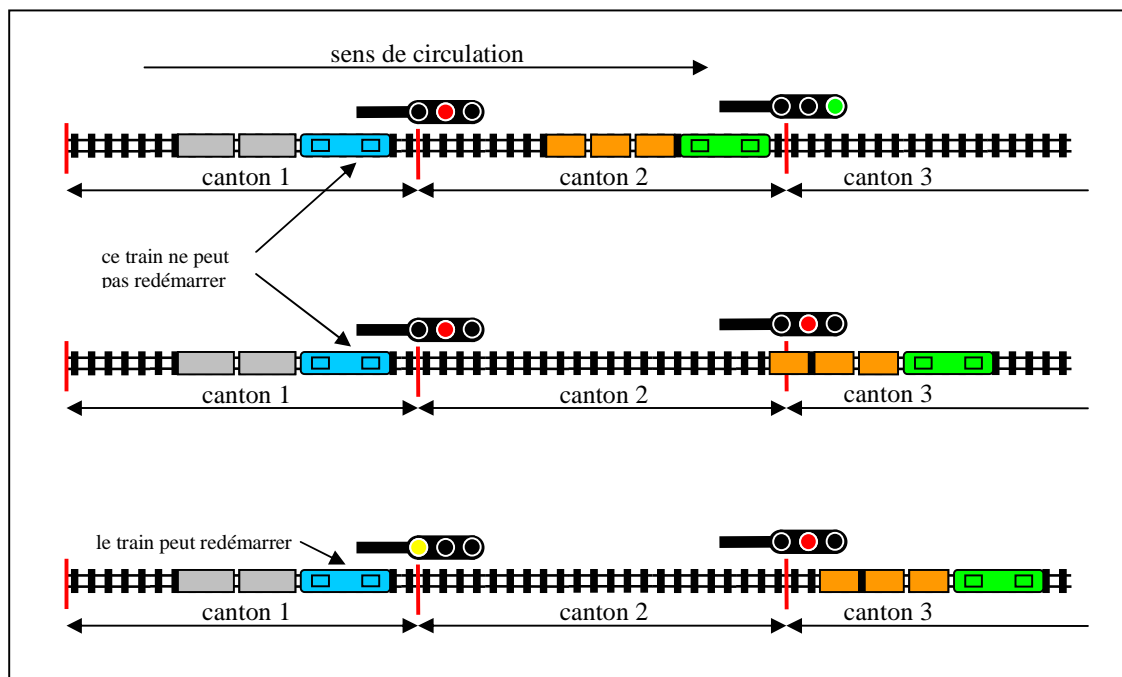 sens de circulation
canton 1
canton 2
canton 3
ce train ne peut
pas redémarrer
canton 1
canton 2
canton 3
le train peut redémarrer
canton 1
canton 2
canton 3